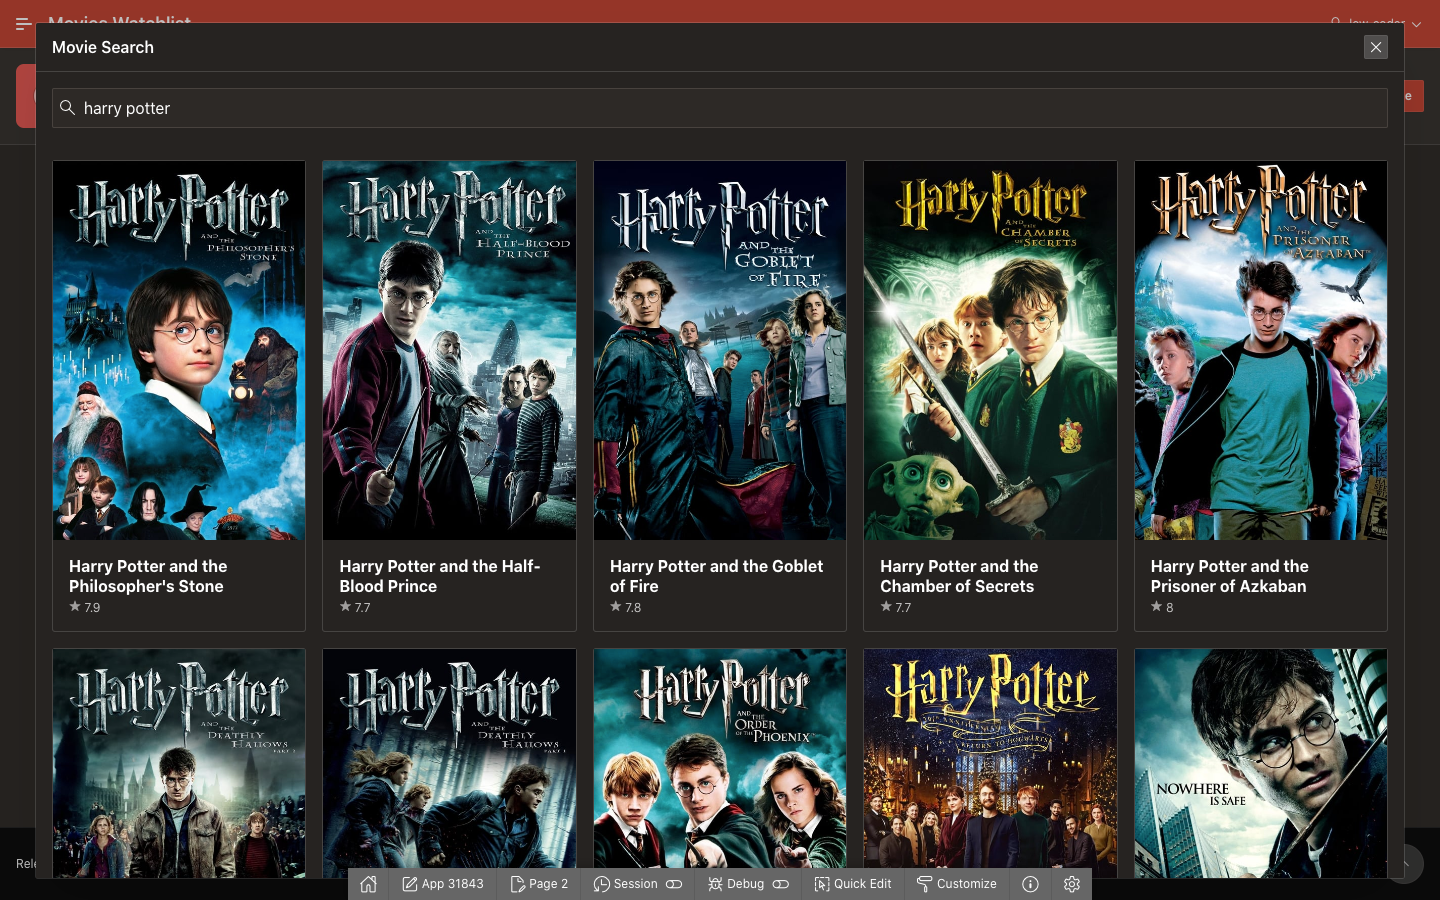 Movies Watchlist
low-coder
Movie Search
harry potter
Harry Potter
AND THE
PHILOSOPHER'S
STONE
Harry Potter
AND THE
HALF-BLOOD
PRINCE
Harry Potter
AND THE
GOBLET
OF FIRE
Harry Potter
AND THE
CHAMBER
OF SECRETS
Harry Potter
AND THE
PRISONER
OF AZKABAN
Harry Potter and the
Philosopher's Stone
7.9
Harry Potter and the Half-
Blood Prince
7.7
Harry Potter and the Goblet
of Fire
7.8
Harry Potter and the
Chamber of Secrets
7.7
Harry Potter and the
Prisoner of Azkaban
8
Harry Potter
AND THE
DEATHLY
HALLOWS
Harry Potter
AND THE
DEATHLY
HALLOWS
Harry Potter
AND THE
ORDER
OF THE PHOENIX
Harry Potter
20TH ANNIVERSARY
RETURN TO HOGWARTS
NOWHERE
IS SAFE
Rele
App 31843
Page 2
Session
Debug
Quick Edit
Customize